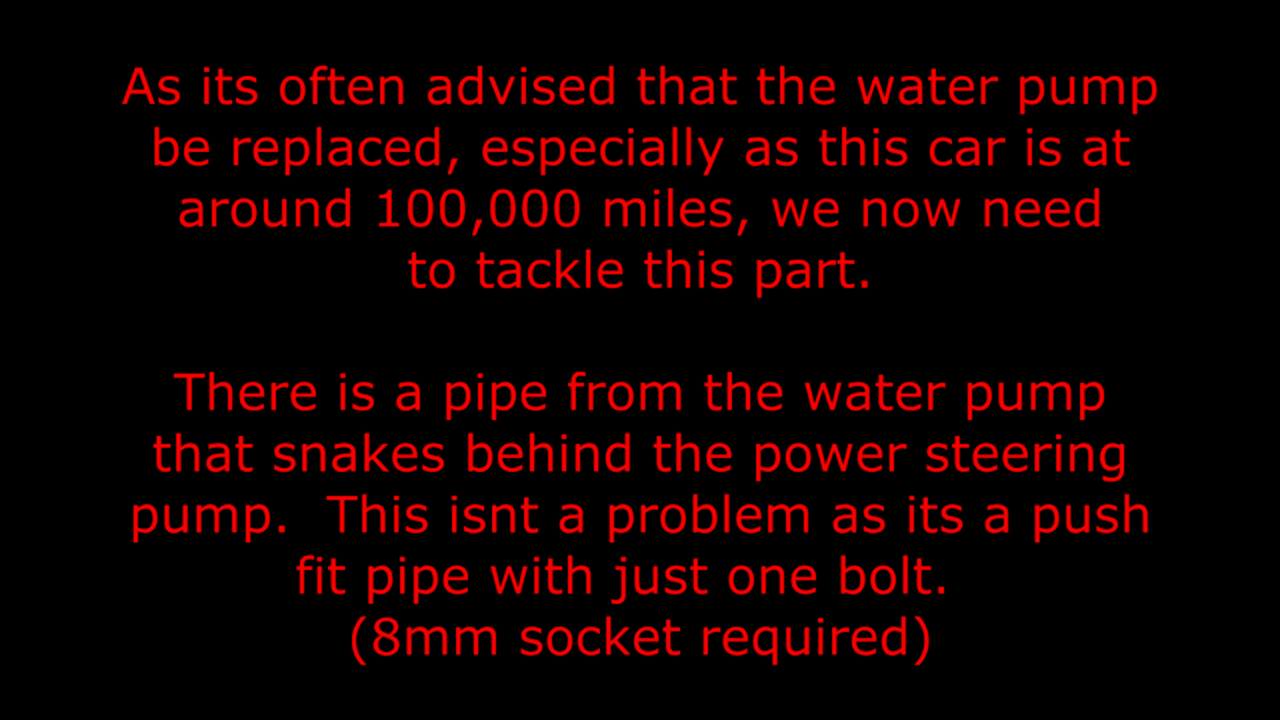 As its often advised that the water pump
be replaced, especially as this car is at
around 100,000 miles, we now need
to tackle this part.
There is a pipe from the water pump
that snakes behind the power steering
pump.  This isnt a problem as its a push
fit pipe with just one bolt.
(8mm socket required)